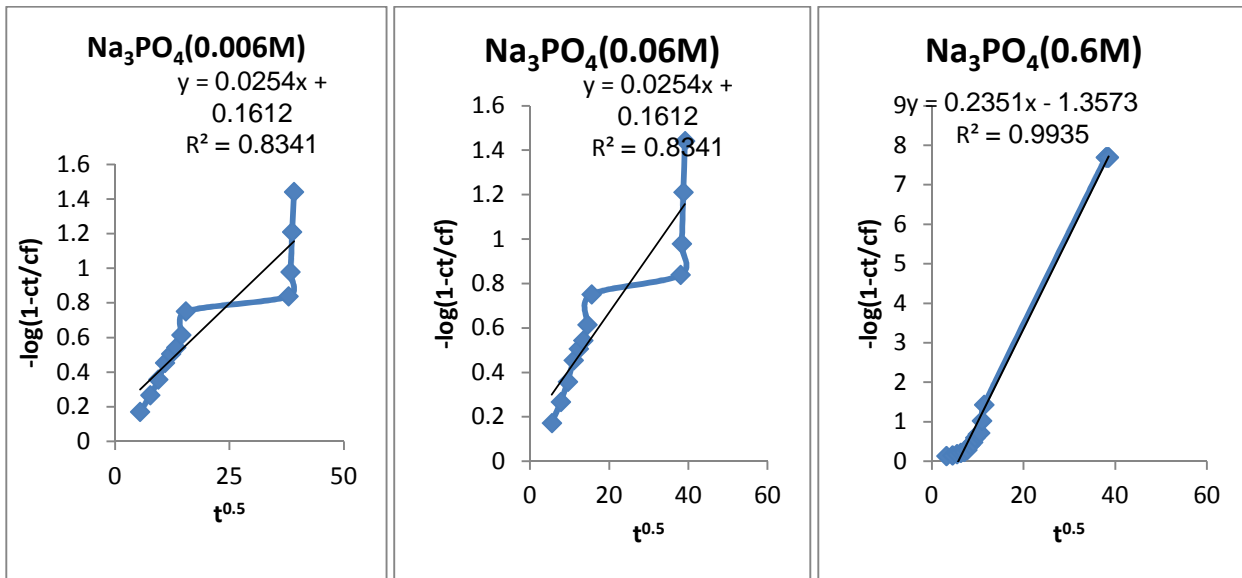 Na₃PO₄(0.006M)
y = 0.0254x +
0.1612
R² = 0.8341
1.6
1.4
1.2
1
0.8
0.6
0.4
0.2
0
0
25
50
-log(1-ct/cf)
t⁰·⁵
Na₃PO₄(0.06M)
y = 0.0254x +
0.1612
R² = 0.8341
1.6
1.4
1.2
1
0.8
0.6
0.4
0.2
0
0
20
40
60
-log(1-ct/cf)
t⁰·⁵
Na₃PO₄(0.6M)
y = 0.2351x - 1.3573
R² = 0.9935
9
8
7
6
5
4
3
2
1
0
0
20
40
60
-log(1-ct/cf)
t⁰·⁵